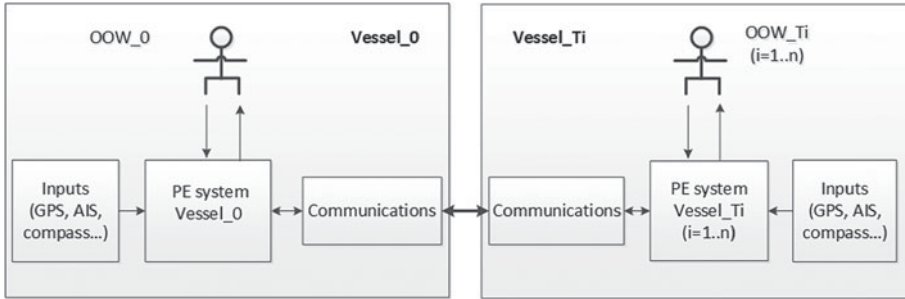 OOW_0
Vessel_0
Inputs
(GPS, AIS,
compass...)
PE system
Vessel_0
Communications
Vessel_Ti
OOW_Ti
(i=1..n)
Communications
PE system
Vessel_Ti
(i=1..n)
Inputs
(GPS, AIS,
compass...)